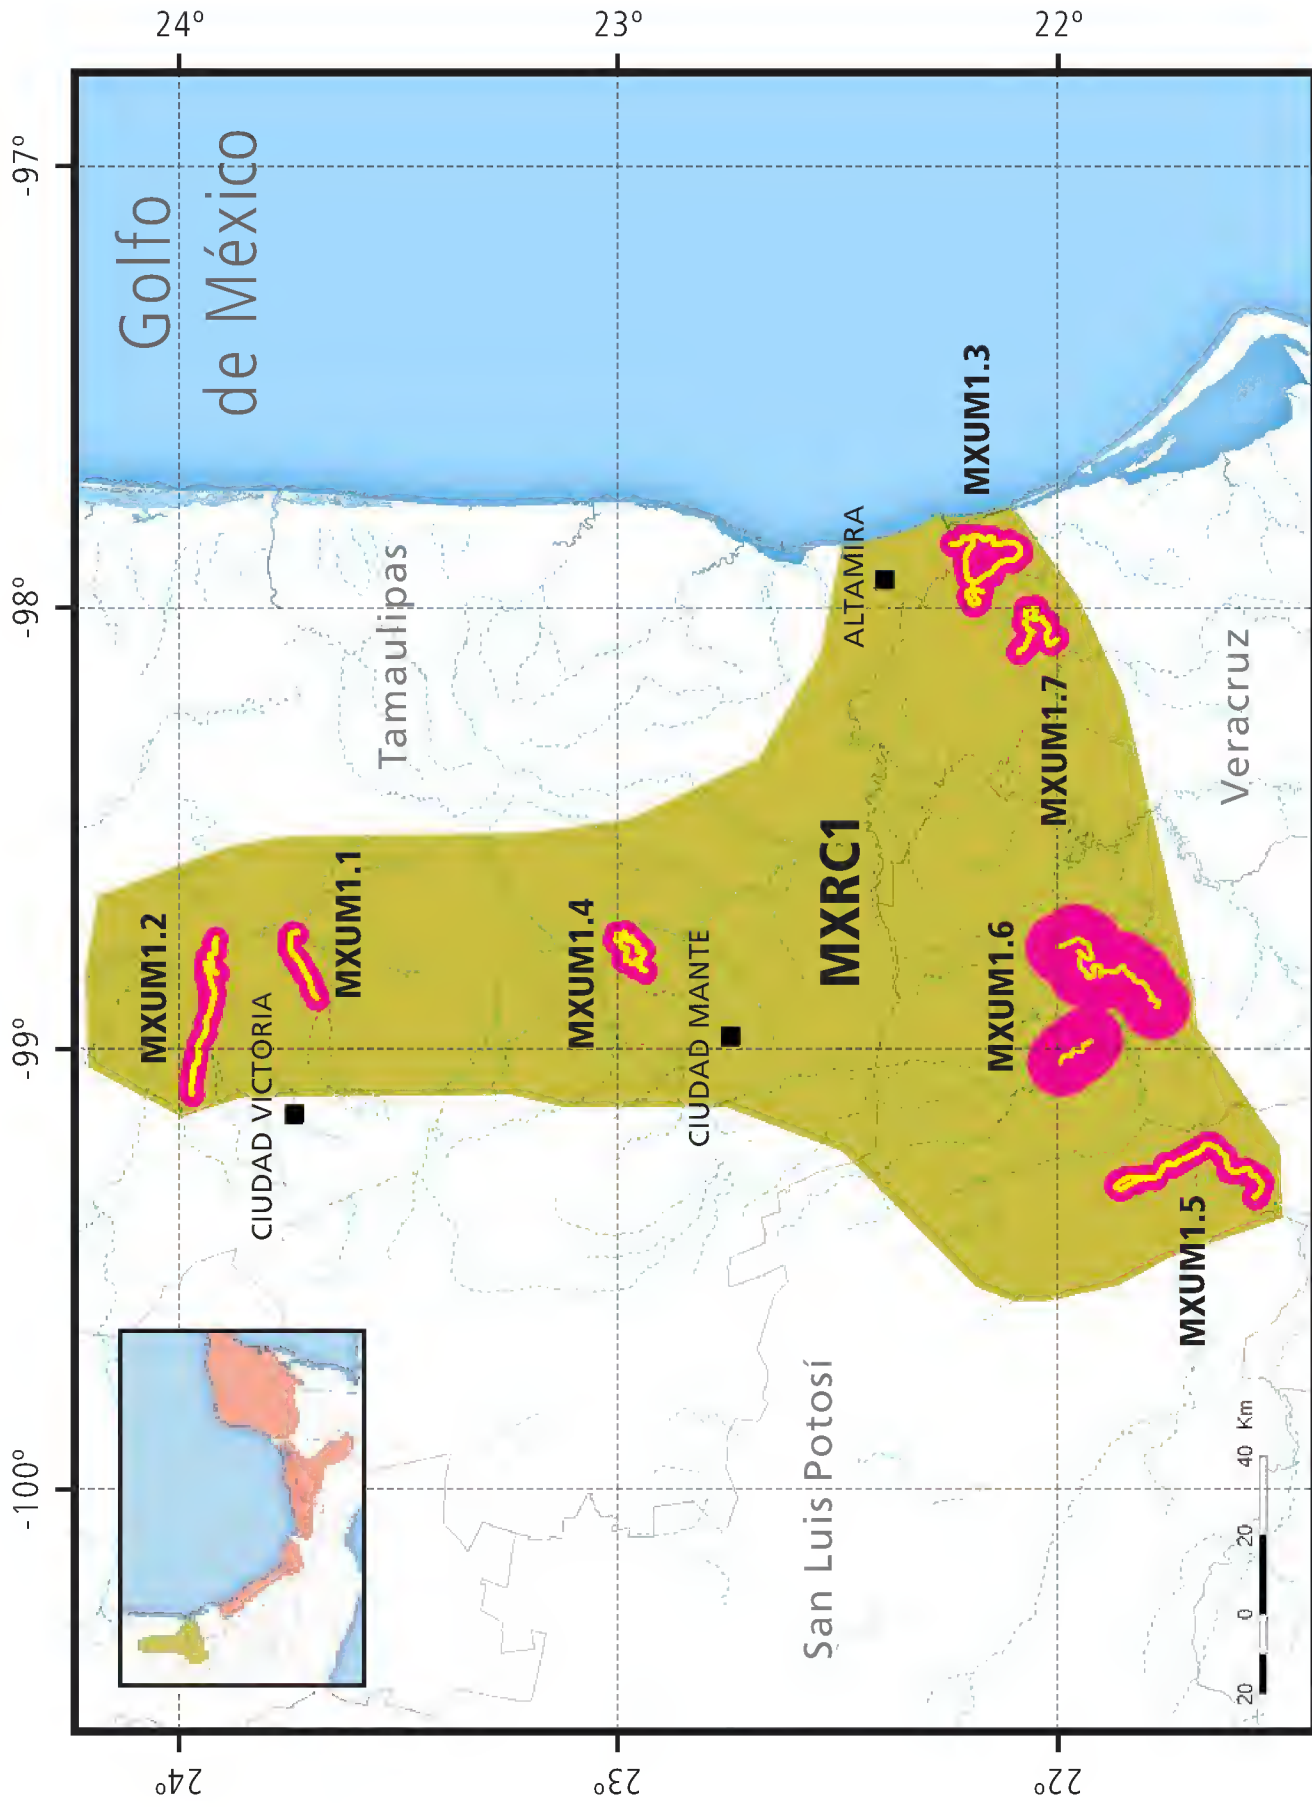 -100°
-99°
-98°
-97°
24°
24°
Golfo
de México
MXUM1.2
CIUDAD VICTORIA
MXUM1.1
Tamaulipas
23°
23°
MXUM1.4
CIUDAD MANTE
San Luis Potosí
MXRC1
ALTAMIRA
MXUM1.3
MXUM1.6
22°
22°
MXUM1.7
MXUM1.5
Veracruz
20 0 20 40 Km